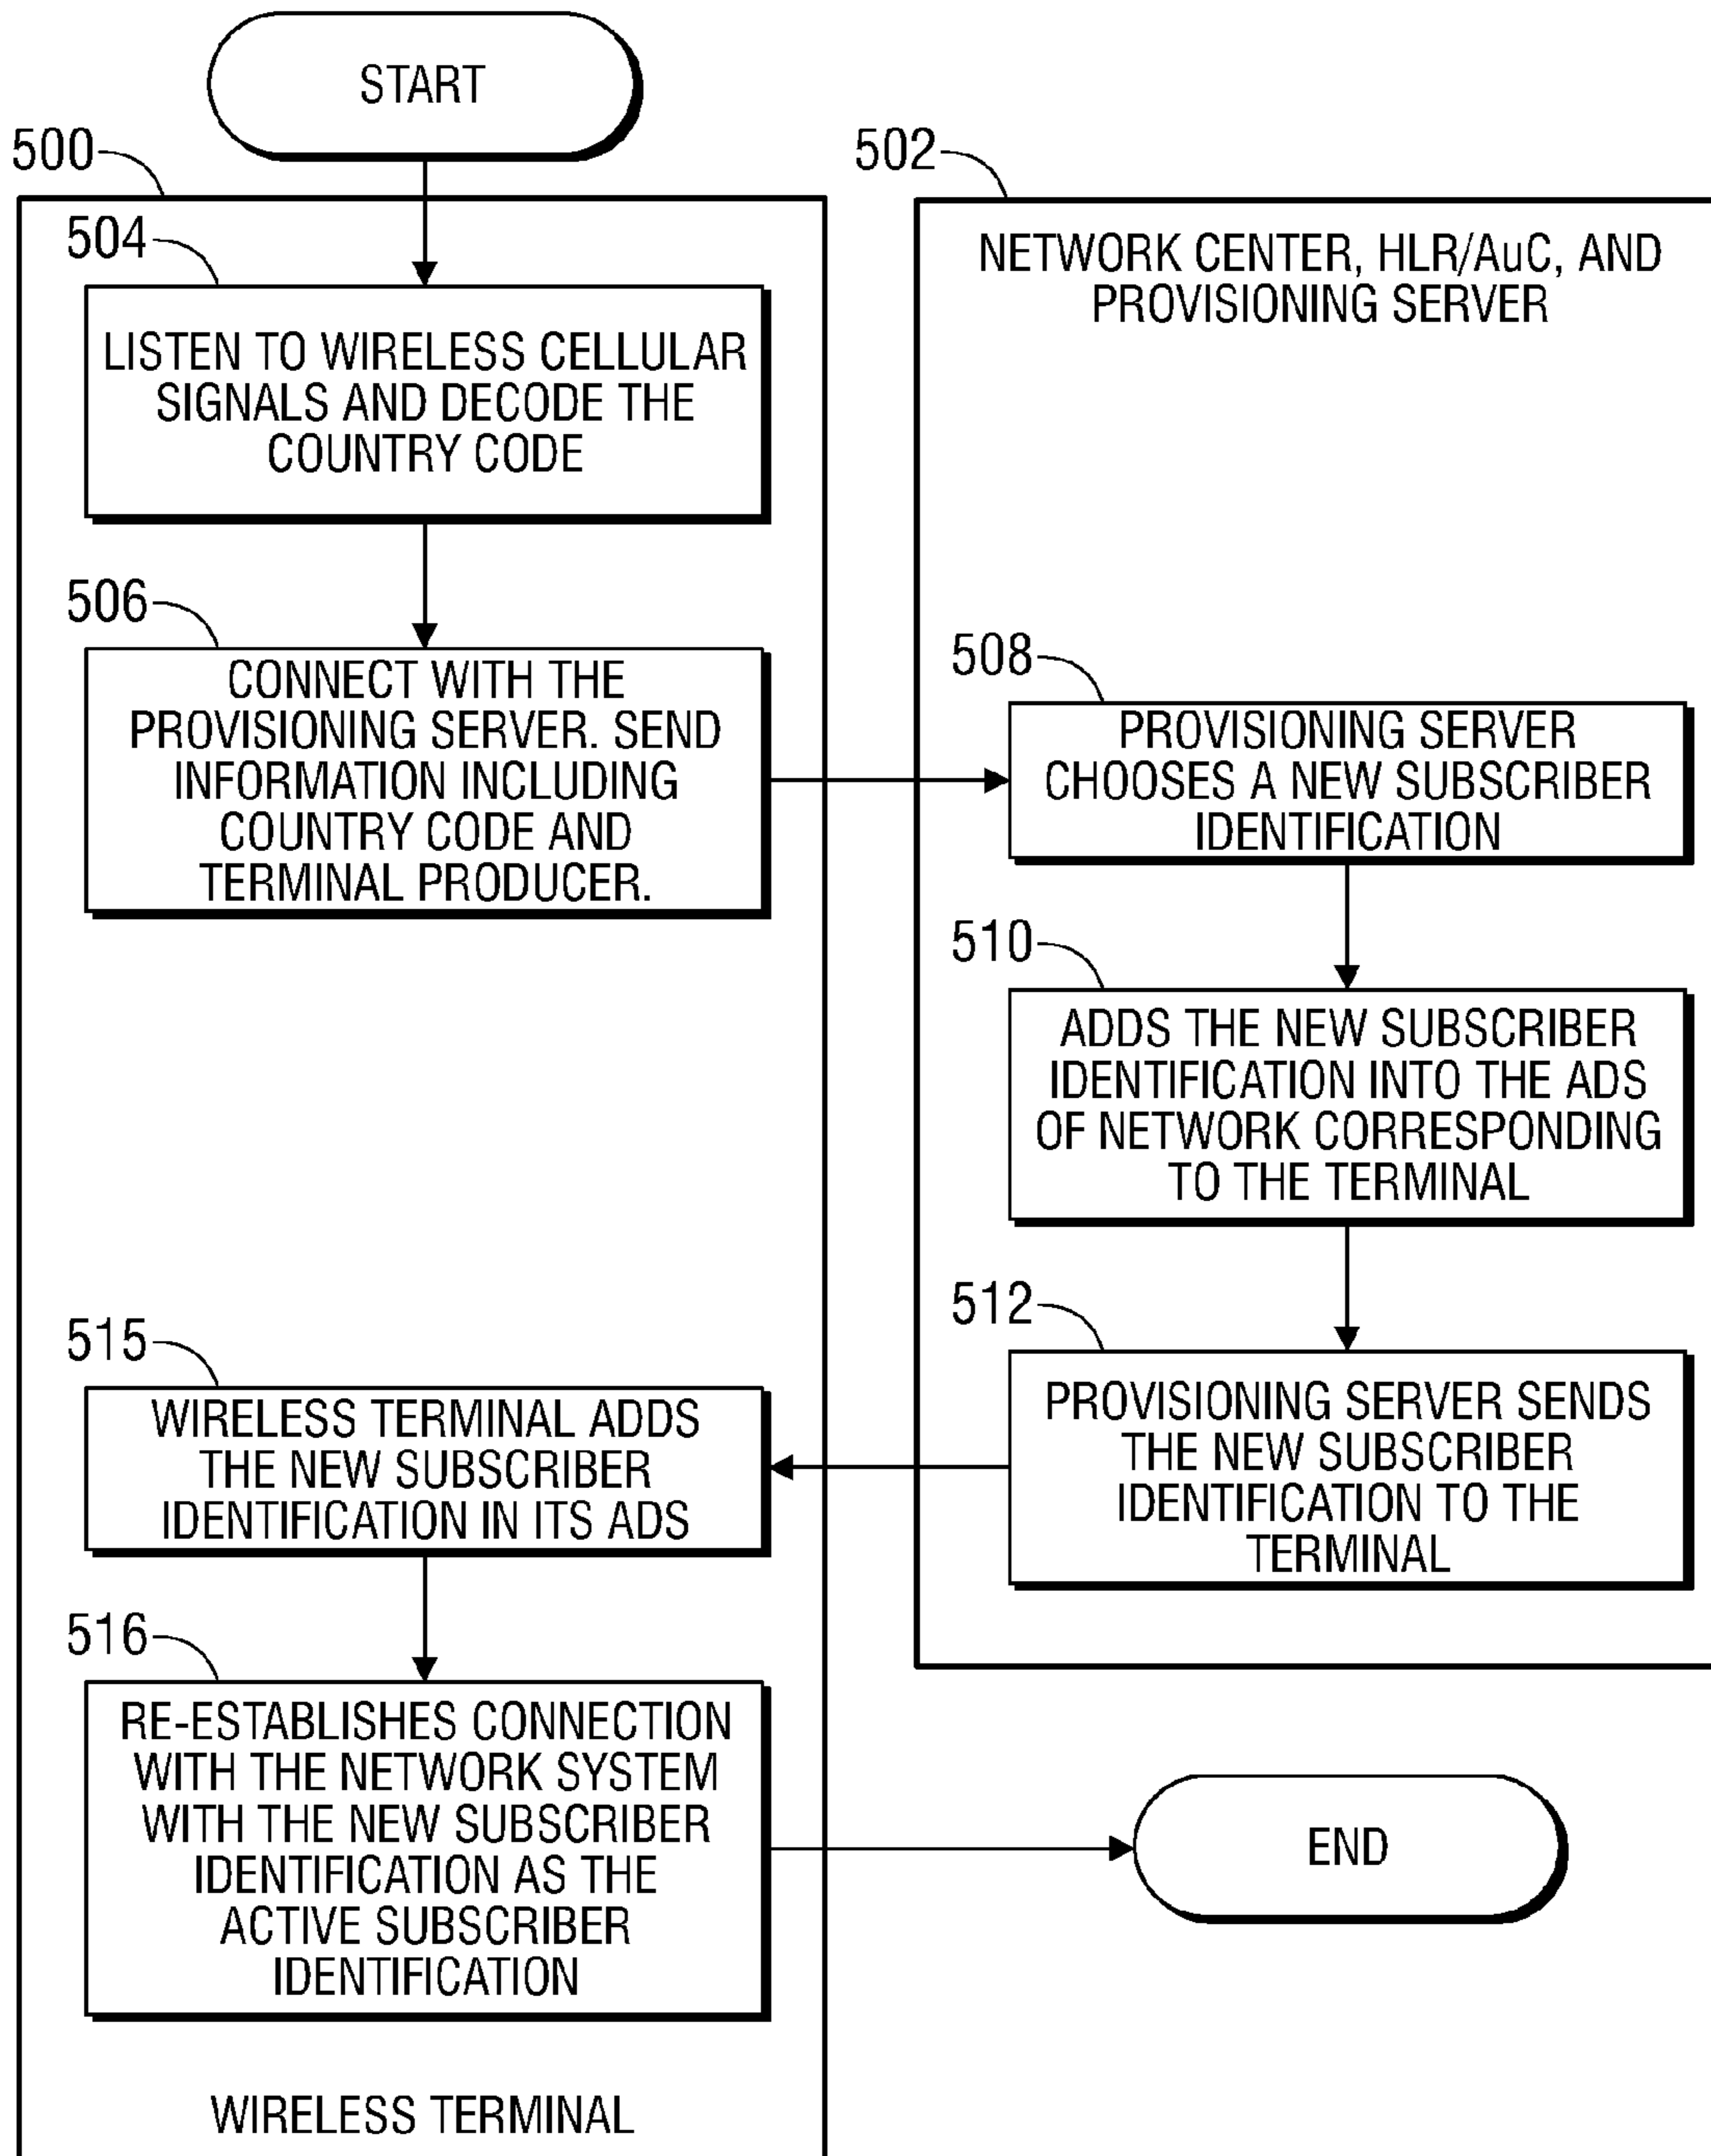 START
500
502
504
NETWORK CENTER, HLR/AuC, AND
PROVISIONING SERVER
LISTEN TO WIRELESS CELLULAR
SIGNALS AND DECODE THE
COUNTRY CODE
506
CONNECT WITH THE
PROVISIONING SERVER. SEND
INFORMATION INCLUDING
COUNTRY CODE AND
TERMINAL PRODUCER.
508
PROVISIONING SERVER
CHOOSES A NEW SUBSCRIBER
IDENTIFICATION
510
ADDS THE NEW SUBSCRIBER
IDENTIFICATION INTO THE ADS
OF NETWORK CORRESPONDING
TO THE TERMINAL
512
PROVISIONING SERVER SENDS
THE NEW SUBSCRIBER
IDENTIFICATION TO THE
TERMINAL
515
WIRELESS TERMINAL ADDS
THE NEW SUBSCRIBER
IDENTIFICATION IN ITS ADS
516
RE-ESTABLISHES CONNECTION
WITH THE NETWORK SYSTEM
WITH THE NEW SUBSCRIBER
IDENTIFICATION AS THE
ACTIVE SUBSCRIBER
IDENTIFICATION
END
WIRELESS TERMINAL